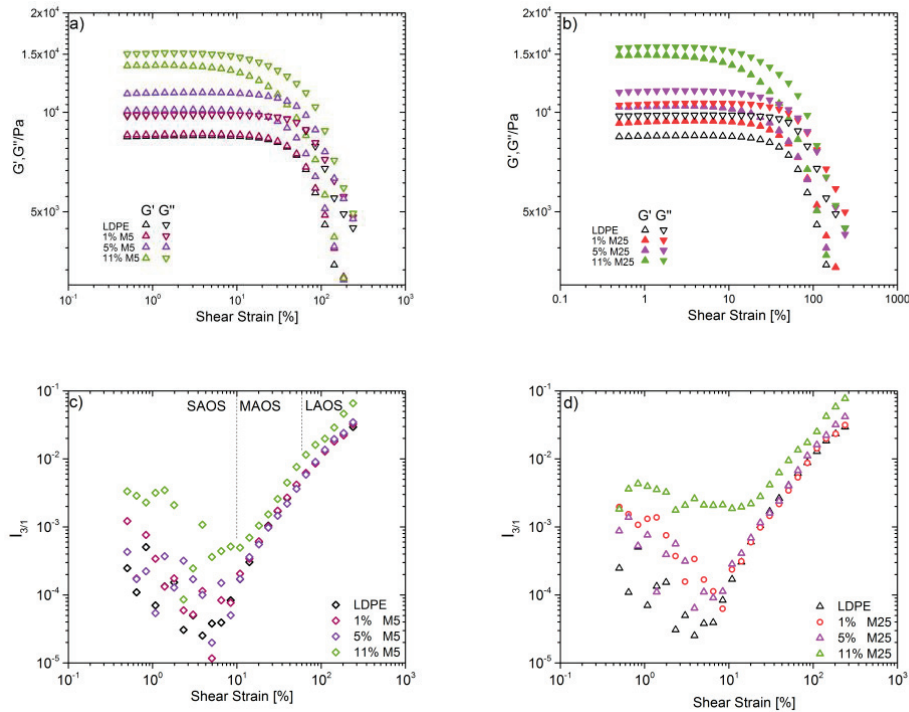 a)
1.5x10⁴
10⁴
5x10³
G',G''/Pa
G' G''
LDPE
1% M5
5% M5
11% M5
10⁻¹ 10⁰ 10¹ 10² 10³
Shear Strain [%]
b)
1.5x10⁴
10⁴
5x10³
G',G''/Pa
G' G''
LDPE
1% M25
5% M25
11% M25
0.1 1 10 100 1000
Shear Strain [%]
c)
SAOS MAOS LAOS
10⁻¹
10⁻²
10⁻³
10⁻⁴
10⁻⁵
I3/1
LDPE
1% M5
5% M5
11% M5
10⁻¹ 10⁰ 10¹ 10² 10³
Shear Strain [%]
d)
10⁻¹
10⁻²
10⁻³
10⁻⁴
10⁻⁵
I3/1
LDPE
1% M25
5% M25
11% M25
10⁻¹ 10⁰ 10¹ 10² 10³
Shear Strain [%]